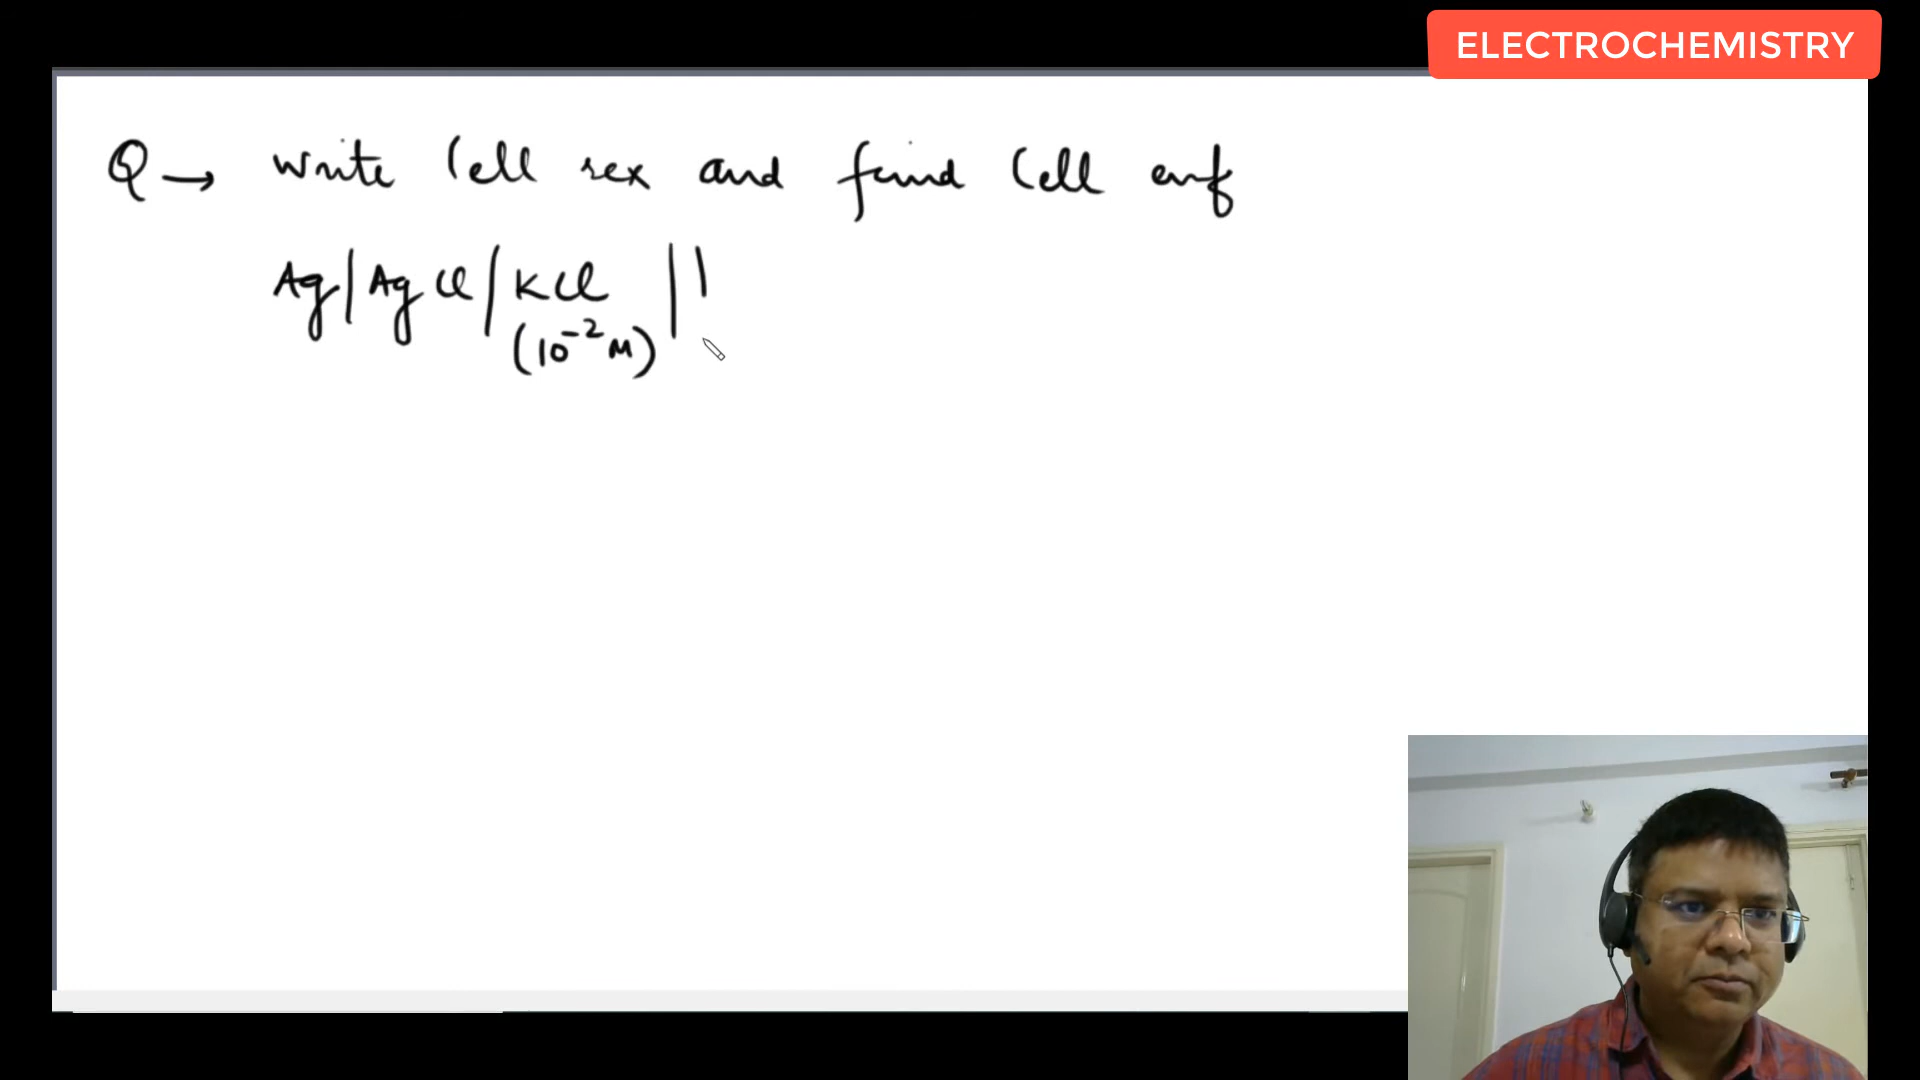 ELECTROCHEMISTRY
Q → write Cell rex and find Cell emf
Ag|AgCl|KCl ||
(10⁻² M)